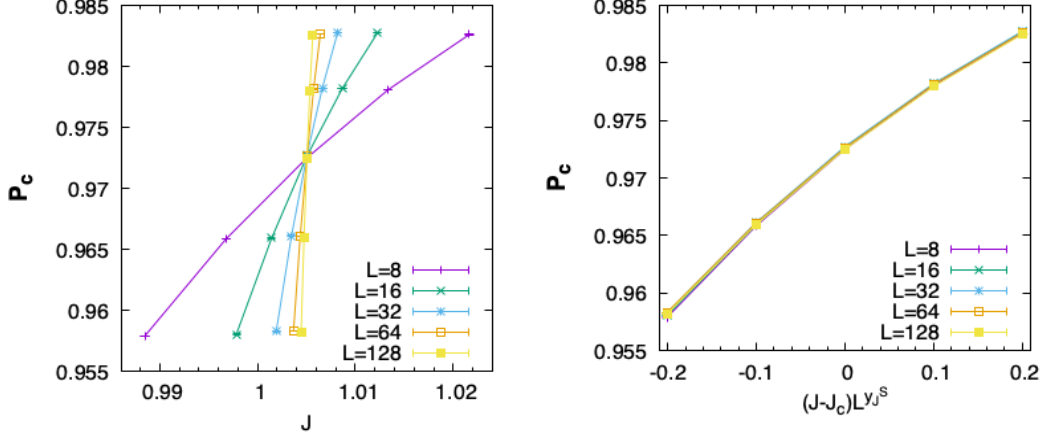 0.985
0.98
0.975
0.97
0.965
0.96
0.955
P_c
L=8
L=16
L=32
L=64
L=128
0.99
1
1.01
1.02
J
0.985
0.98
0.975
0.97
0.965
0.96
0.955
P_c
L=8
L=16
L=32
L=64
L=128
-0.2
-0.1
0
0.1
0.2
(J-J_c)L^{y_J^S}